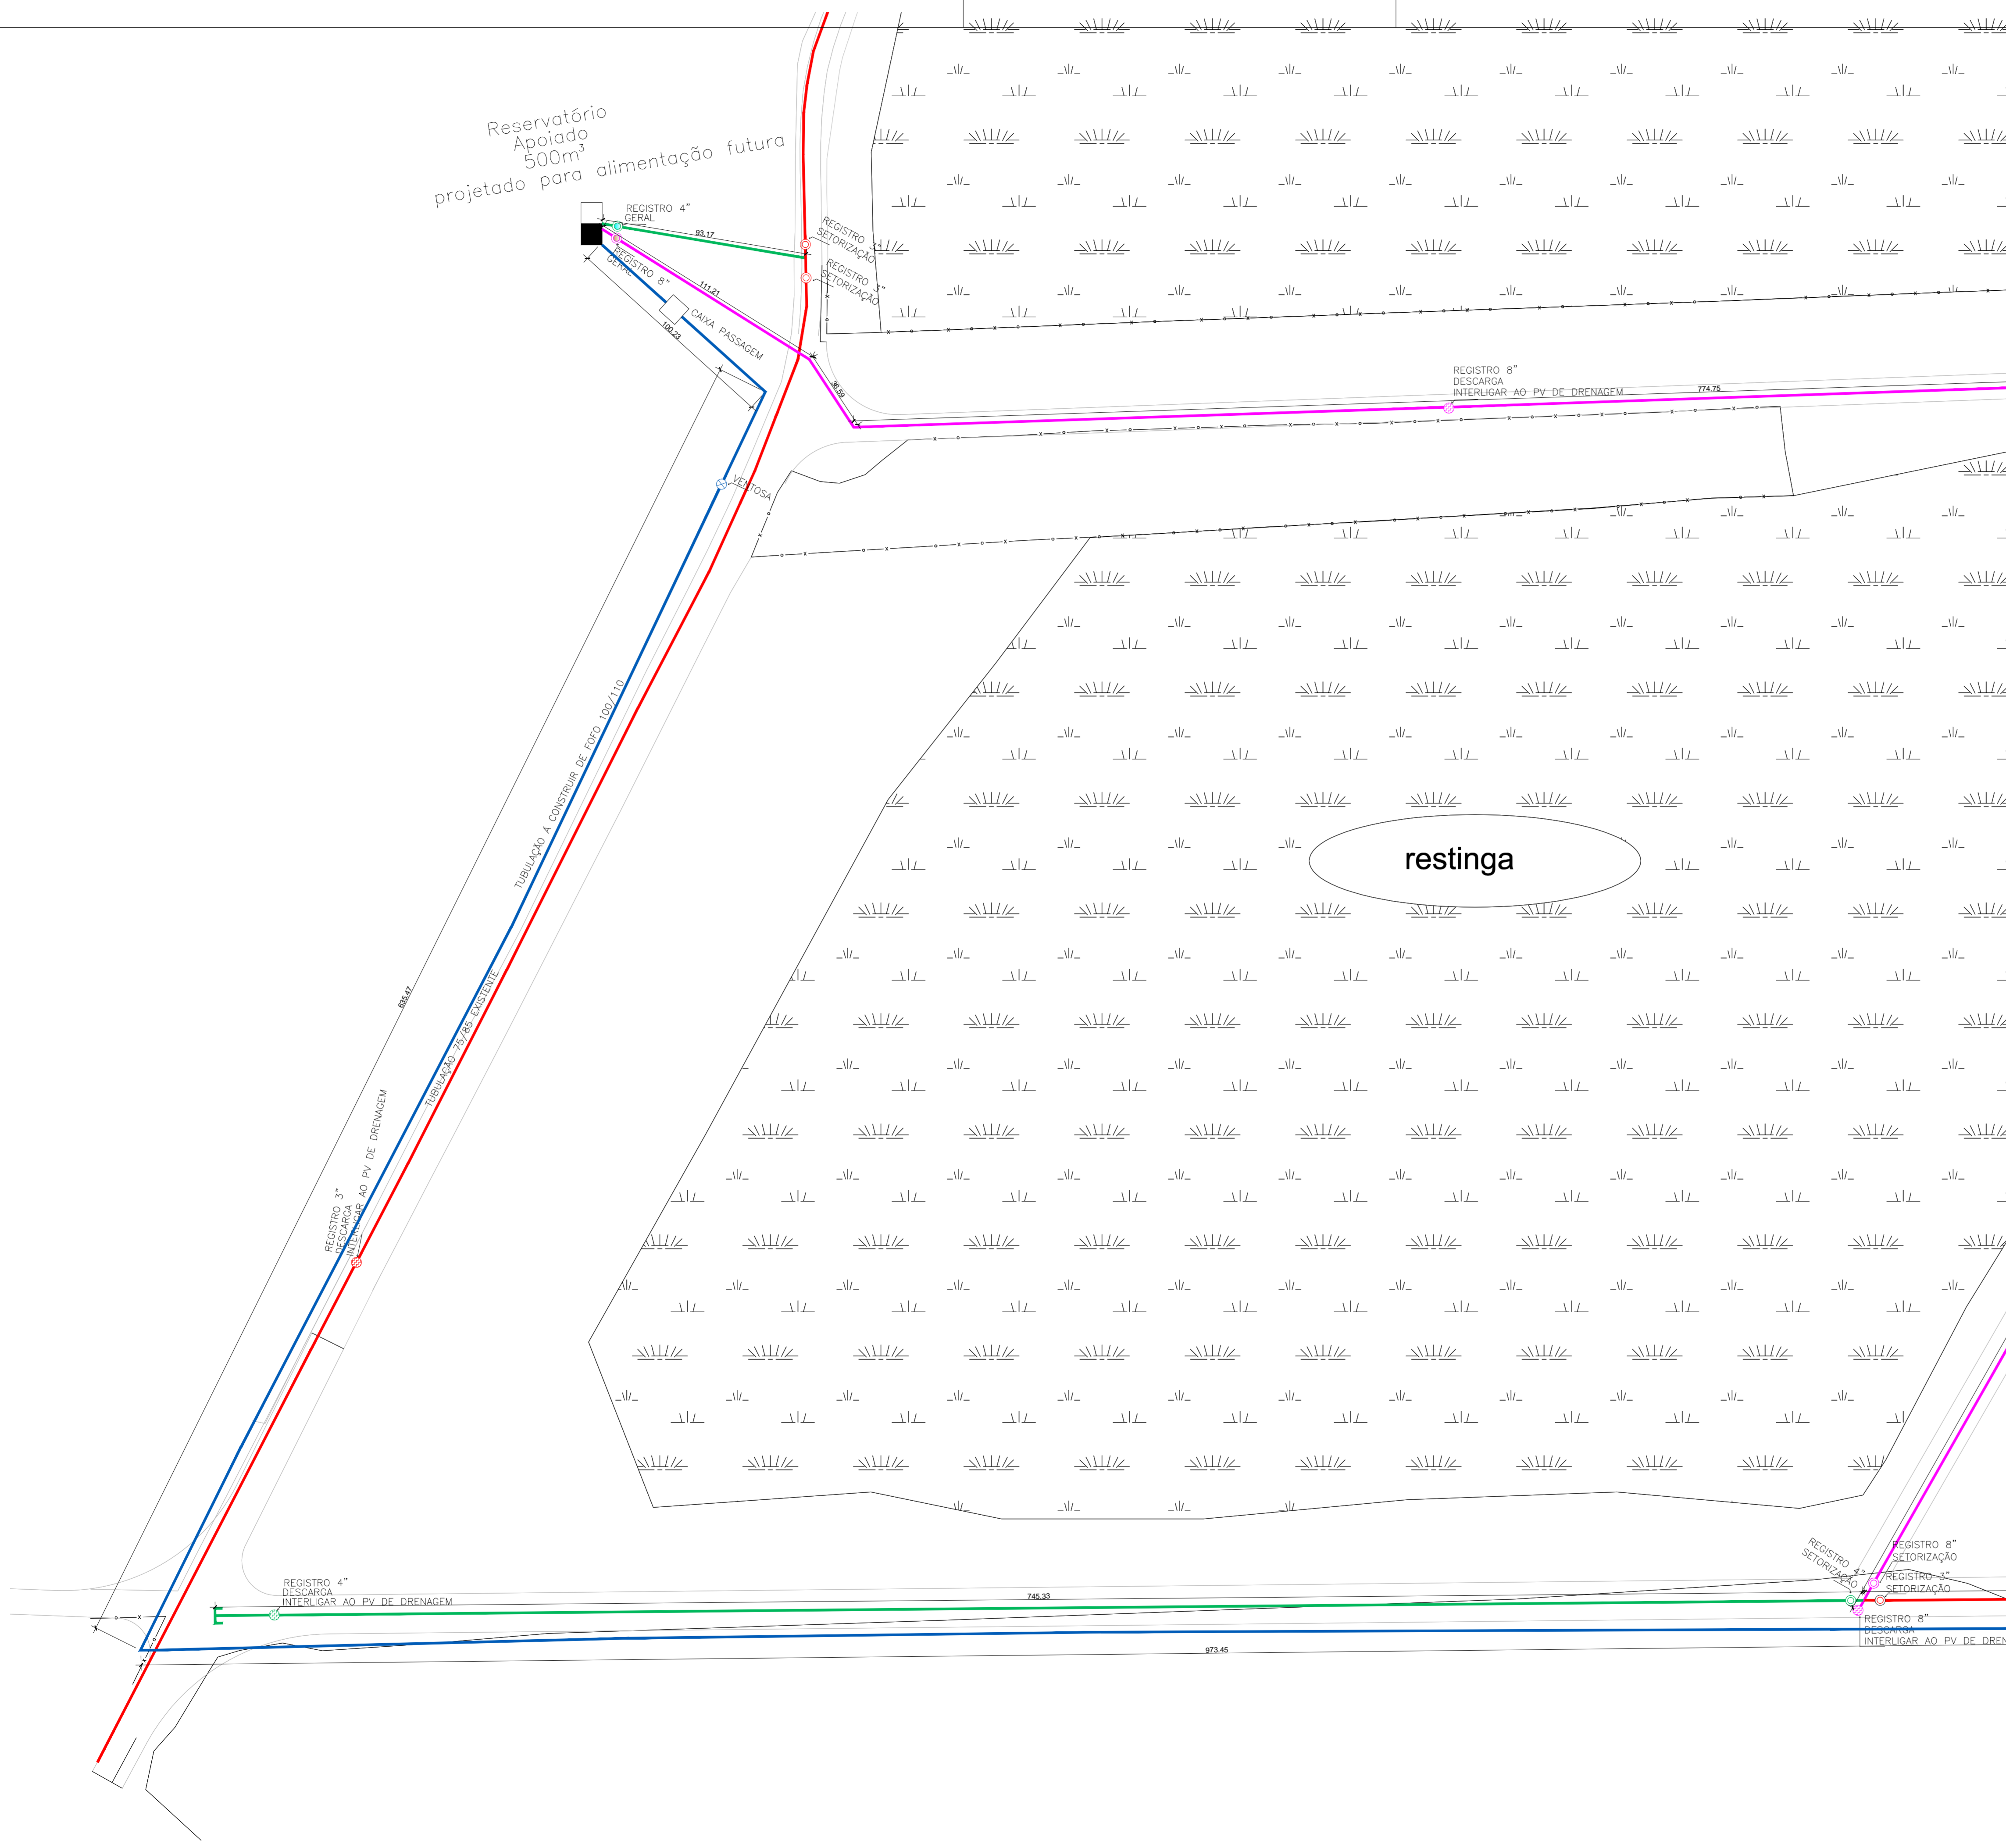 Reservatório
Apoiado
500m³
projetado para alimentação futura
REGISTRO 4"
GERAL
93.17
REGISTRO 3"
SETORIZAÇÃO
REGISTRO 8"
GERAL
111.21
REGISTRO 3"
SETORIZAÇÃO
CAIXA PASSAGEM
100.23
36.59
REGISTRO 8"
DESCARGA
INTERLIGAR AO PV DE DRENAGEM
774.75
VENTOSA
TUBULAÇÃO Á CONSTRUIR DE FOFO 100/110
restinga
635.47
TUBULAÇÃO 75/85 EXISTENTE
REGISTRO 3"
DESCARGA
INTERLIGAR AO PV DE DRENAGEM
REGISTRO 4"
SETORIZAÇÃO
REGISTRO 8"
SETORIZAÇÃO
REGISTRO 3"
SETORIZAÇÃO
REGISTRO 4"
DESCARGA
INTERLIGAR AO PV DE DRENAGEM
745.33
REGISTRO 8"
DESCARGA
INTERLIGAR AO PV DE DREN
973.45